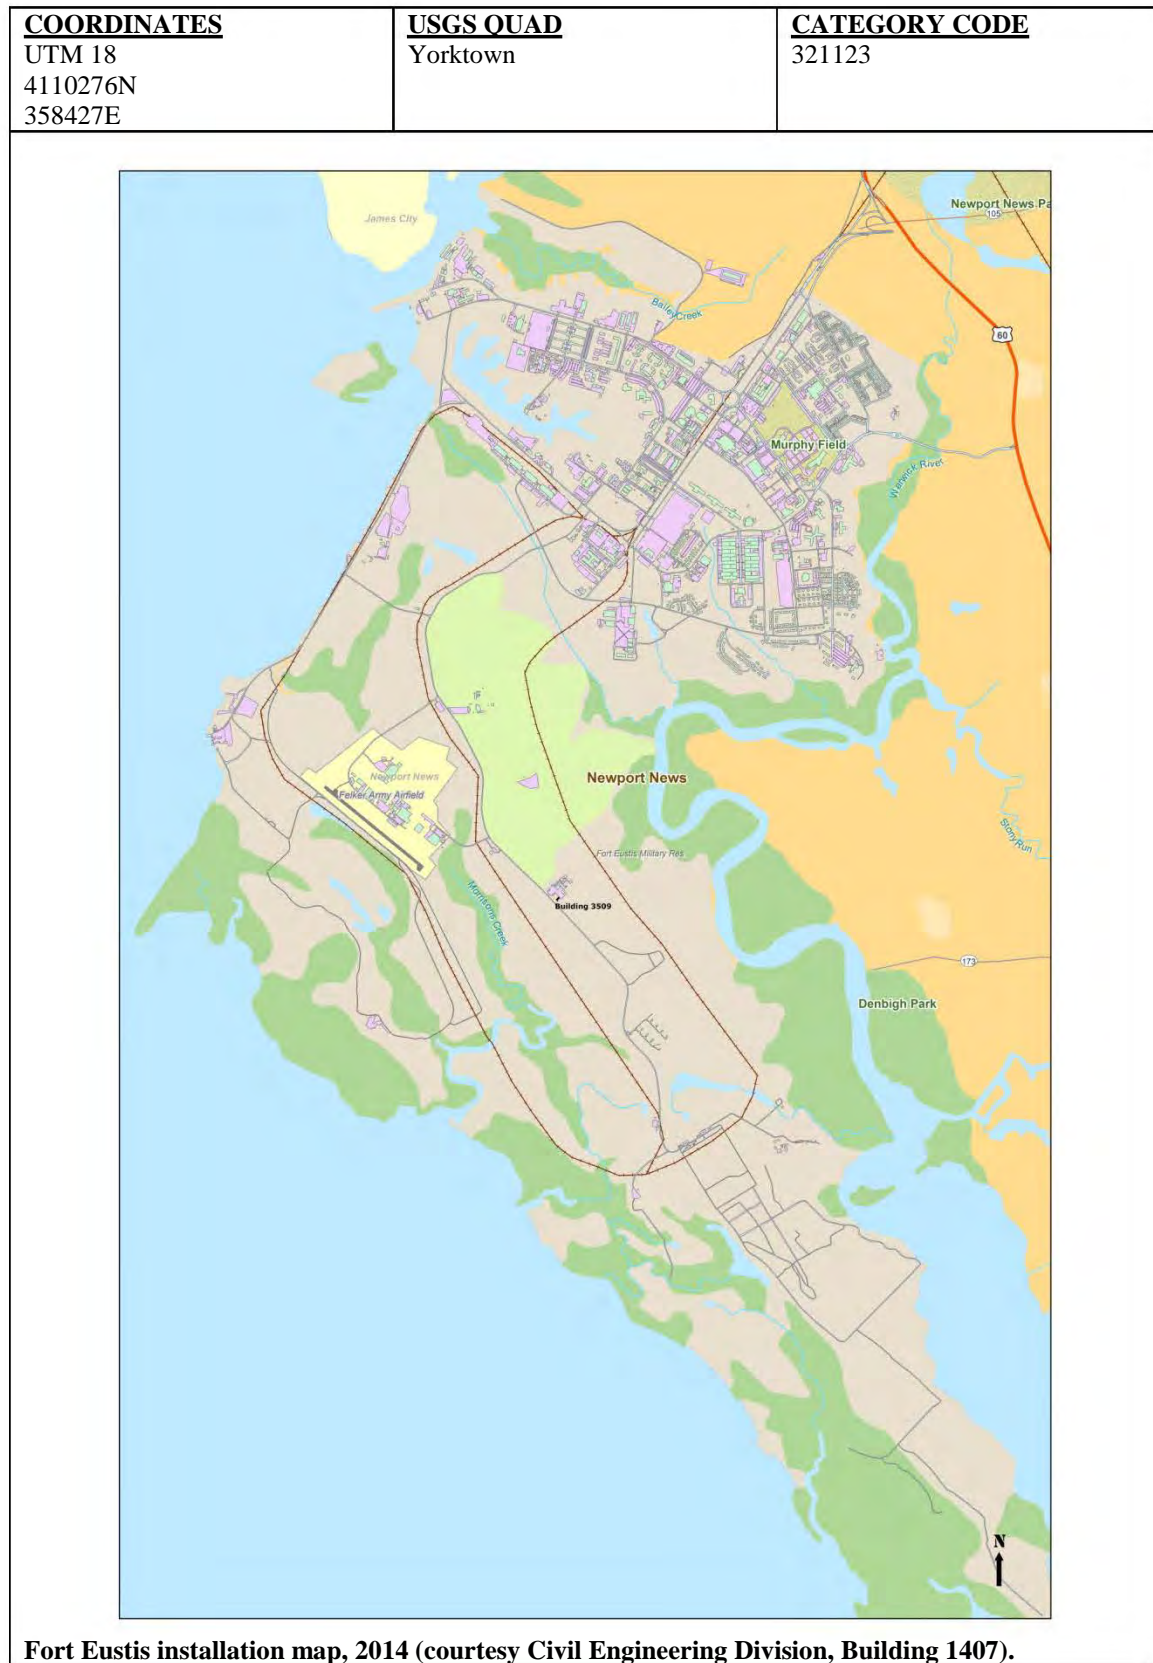 COORDINATES
UTM 18
4110276N
358427E
USGS QUAD
Yorktown
CATEGORY CODE
321123
James City
Newport News Pa
105
Bailey Creek
60
Murphy Field
Warwick River
Newport News
Felker Army Airfield
Newport News
Stony Run
Fort Eustis Military Res
Building 3509
Morrisons Creek
173
Denbigh Park
N
Fort Eustis installation map, 2014 (courtesy Civil Engineering Division, Building 1407).